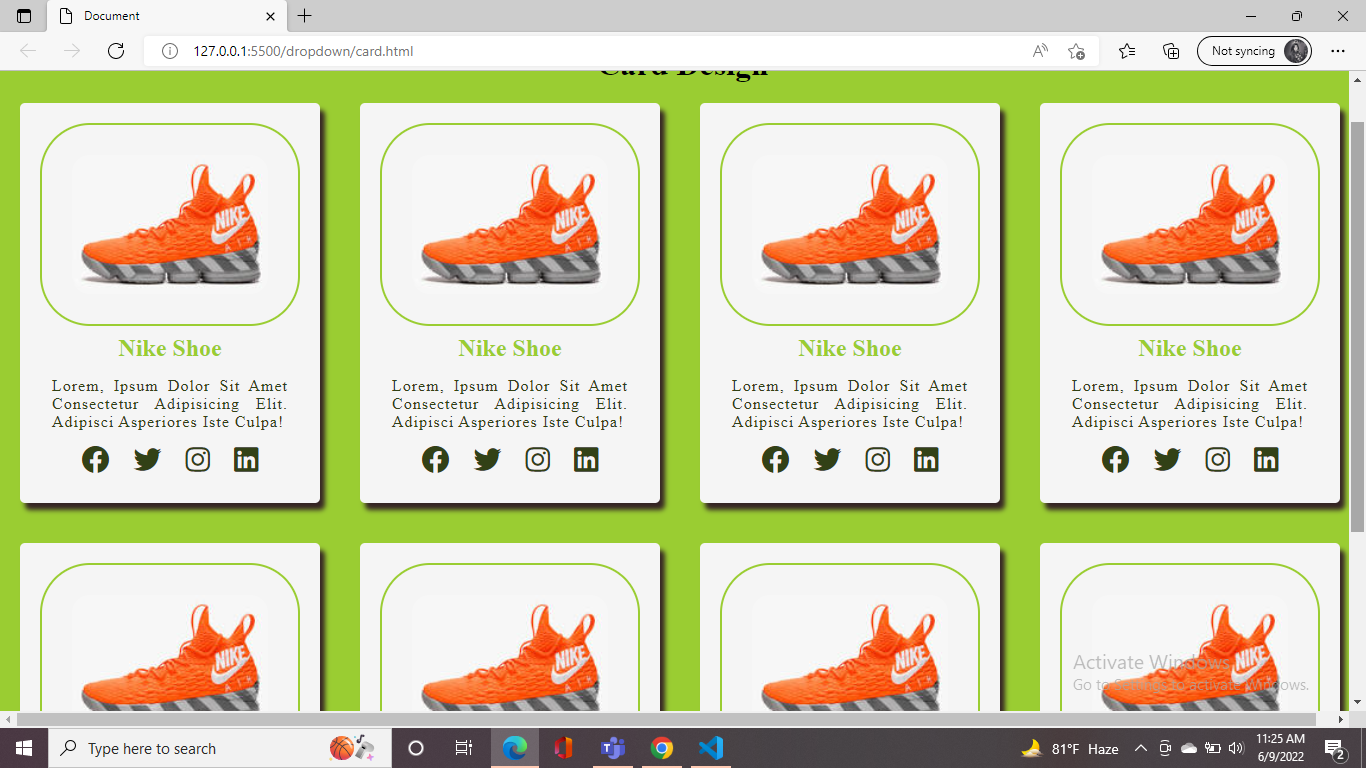 Document
127.0.0.1:5500/dropdown/card.html
Not syncing
Card Design
NIKE
AIR
NIKE
AIR
NIKE
AIR
NIKE
AIR
Nike Shoe
Nike Shoe
Nike Shoe
Nike Shoe
Lorem, Ipsum Dolor Sit Amet
Consectetur Adipisicing Elit.
Adipisci Asperiores Iste Culpa!
Lorem, Ipsum Dolor Sit Amet
Consectetur Adipisicing Elit.
Adipisci Asperiores Iste Culpa!
Lorem, Ipsum Dolor Sit Amet
Consectetur Adipisicing Elit.
Adipisci Asperiores Iste Culpa!
Lorem, Ipsum Dolor Sit Amet
Consectetur Adipisicing Elit.
Adipisci Asperiores Iste Culpa!
NIKE
AIR
NIKE
AIR
NIKE
AIR
NIKE
AIR
Activate Windows
Go to Settings to activate Windows.
Type here to search
81°F Haze
11:25 AM
6/9/2022
2